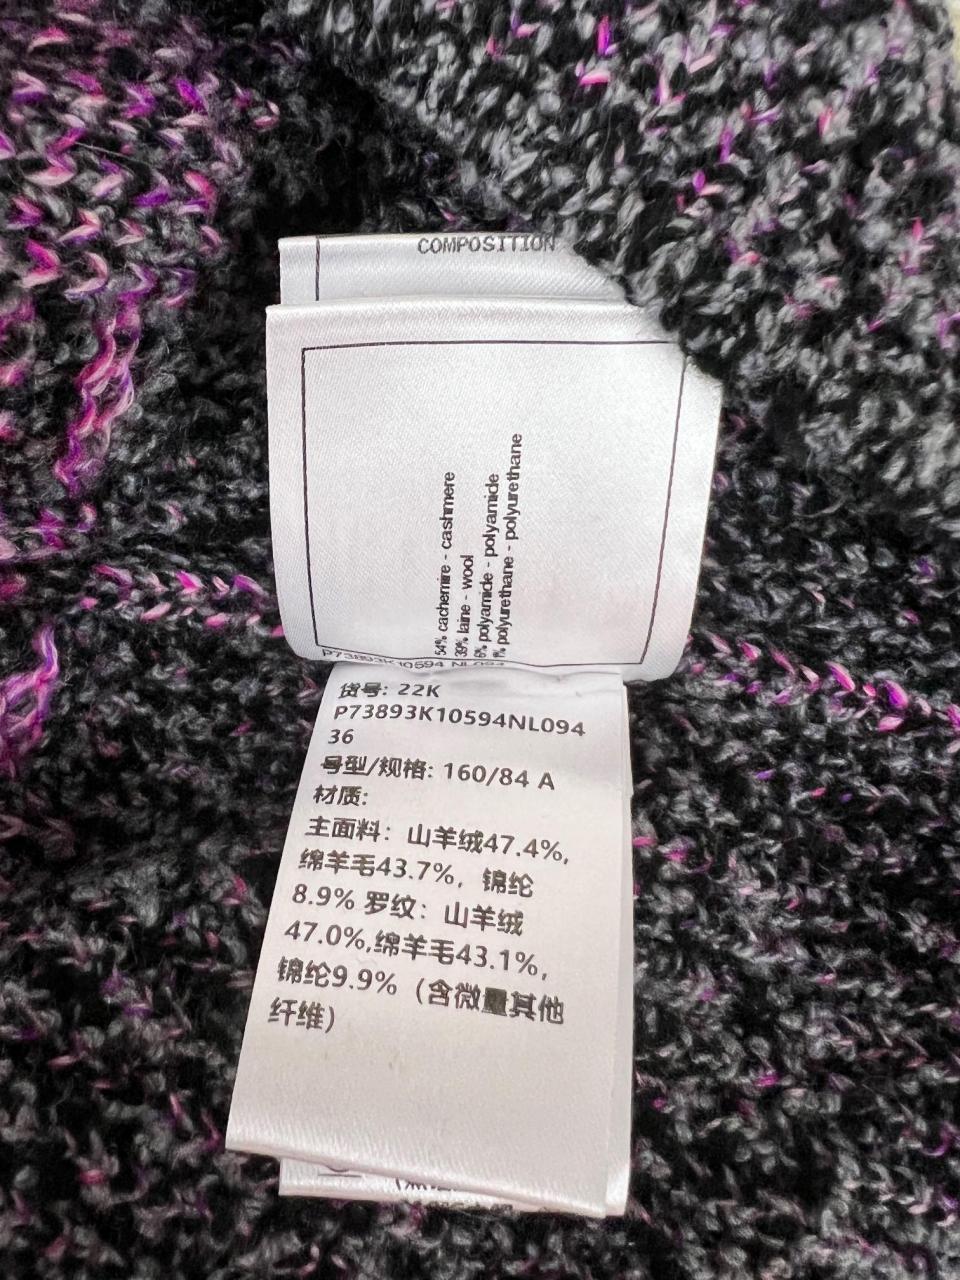 COMPOSITION
54% cachemire - cashmere
39% laine - wool
6% polyamide - polyamide
1% polyurethane - polyurethane
P73893K10594 NL094
货号: 22K
P73893K10594NL094
36
号型/规格: 160/84 A
材质:
主面料：山羊绒47.4%,
绵羊毛43.7%，锦纶
8.9% 罗纹：山羊绒
47.0%,绵羊毛43.1%,
锦纶9.9%（含微量其他
纤维）